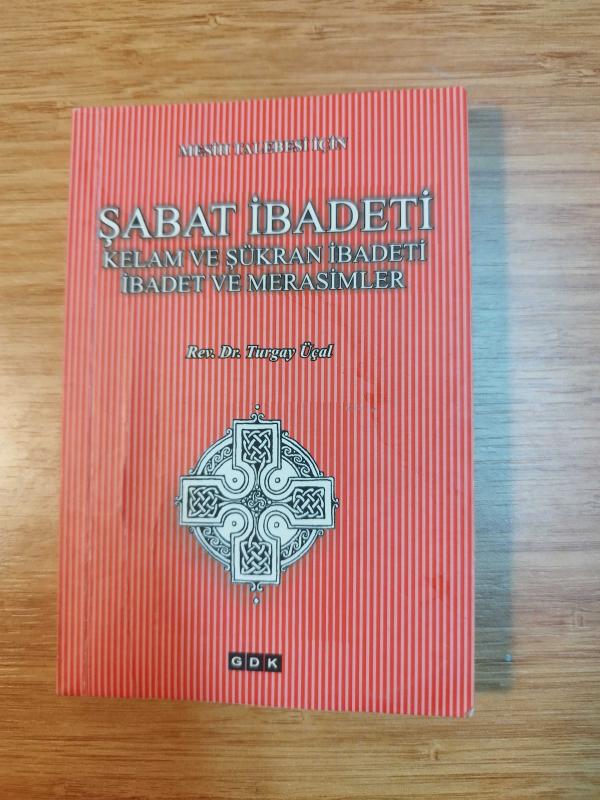 MESİH TALEBESİ İÇİN
ŞABAT İBADETİ
KELAM VE ŞÜKRAN İBADETİ
İBADET VE MERASİMLER
Rev. Dr. Turgay Üçal
GDK